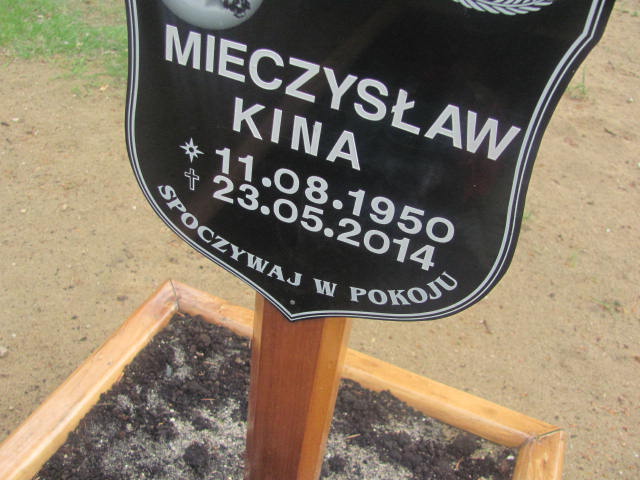 MIECZYSŁAW
KINA
11.08.1950
23.05.2014
SPOCZYWAJ W POKOJU